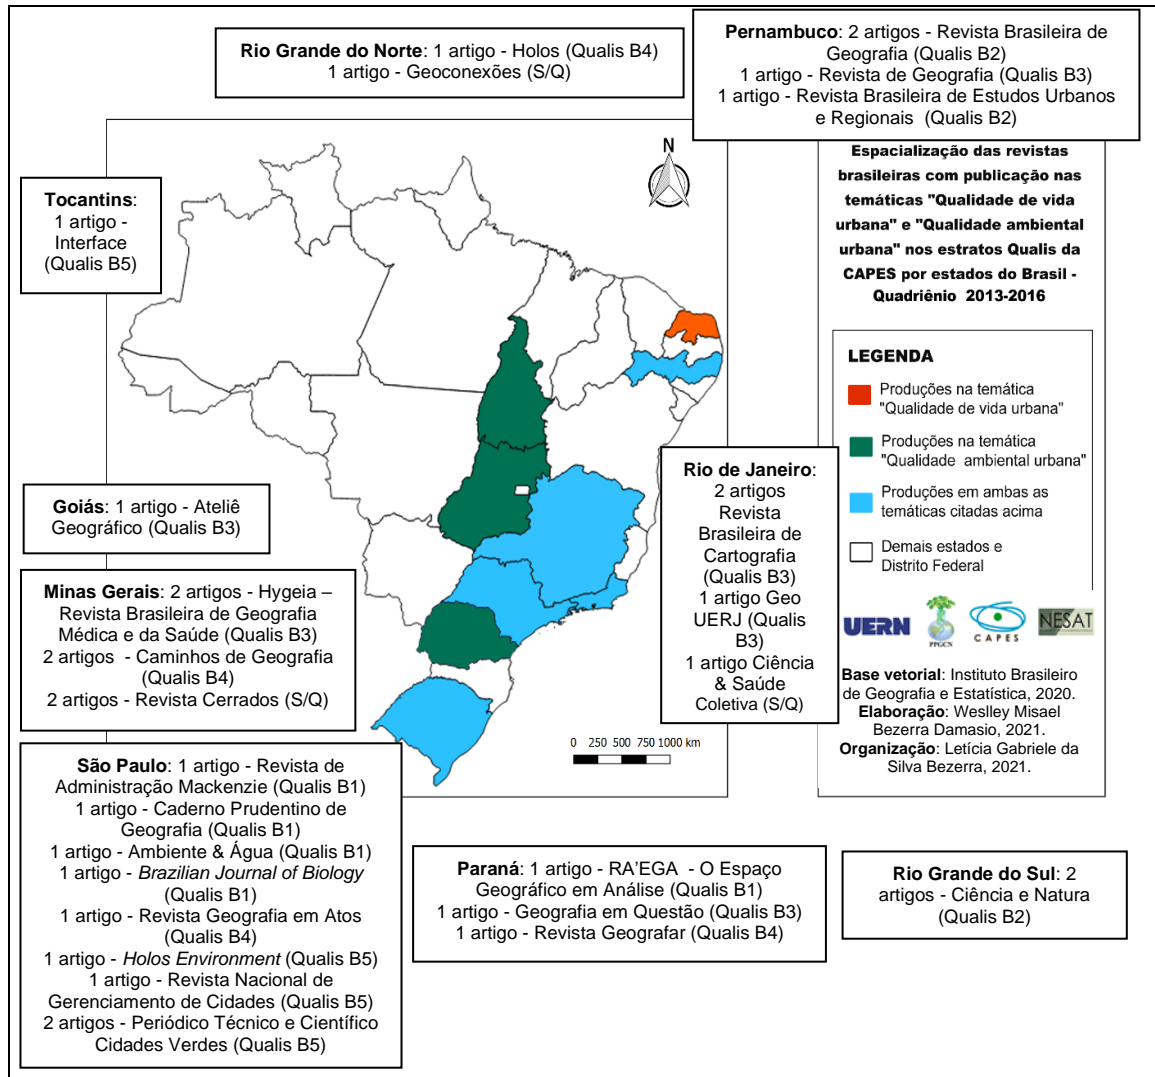 Rio Grande do Norte: 1 artigo - Holos (Qualis B4)
1 artigo - Geoconexões (S/Q)
Pernambuco: 2 artigos - Revista Brasileira de
Geografia (Qualis B2)
1 artigo - Revista de Geografia (Qualis B3)
1 artigo - Revista Brasileira de Estudos Urbanos
e Regionais (Qualis B2)
Espacialização das revistas
brasileiras com publicação nas
temáticas "Qualidade de vida
urbana" e "Qualidade ambiental
urbana" nos estratos Qualis da
CAPES por estados do Brasil -
Quadriênio 2013-2016
N
Tocantins:
1 artigo -
Interface
(Qualis B5)
LEGENDA
Produções na temática
"Qualidade de vida urbana"
Produções na temática
"Qualidade ambiental urbana"
Produções em ambas as
temáticas citadas acima
Demais estados e
Distrito Federal
Rio de Janeiro:
2 artigos
Revista
Brasileira de
Cartografia
(Qualis B3)
1 artigo Geo
UERJ (Qualis
B3)
1 artigo Ciência
& Saúde
Coletiva (S/Q)
Goiás: 1 artigo - Ateliê
Geográfico (Qualis B3)
Minas Gerais: 2 artigos - Hygeia –
Revista Brasileira de Geografia
Médica e da Saúde (Qualis B3)
2 artigos - Caminhos de Geografia
(Qualis B4)
2 artigos - Revista Cerrados (S/Q)
UERN
PPGCN
CAPES
NESAT
Base vetorial: Instituto Brasileiro
de Geografia e Estatística, 2020.
Elaboração: Weslley Misael
Bezerra Damasio, 2021.
Organização: Letícia Gabriele da
Silva Bezerra, 2021.
0 250 500 750 1000 km
São Paulo: 1 artigo - Revista de
Administração Mackenzie (Qualis B1)
1 artigo - Caderno Prudentino de
Geografia (Qualis B1)
1 artigo - Ambiente & Água (Qualis B1)
1 artigo - Brazilian Journal of Biology
(Qualis B1)
1 artigo - Revista Geografia em Atos
(Qualis B4)
1 artigo - Holos Environment (Qualis B5)
1 artigo - Revista Nacional de
Gerenciamento de Cidades (Qualis B5)
2 artigos - Periódico Técnico e Científico
Cidades Verdes (Qualis B5)
Paraná: 1 artigo - RA’EGA - O Espaço
Geográfico em Análise (Qualis B1)
1 artigo - Geografia em Questão (Qualis B3)
1 artigo - Revista Geografar (Qualis B4)
Rio Grande do Sul: 2
artigos - Ciência e Natura
(Qualis B2)